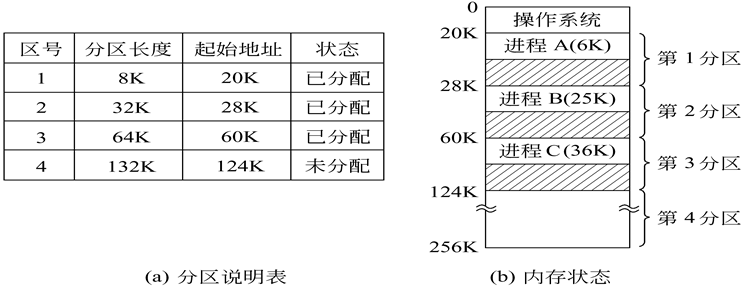 区号 分区长度 起始地址 状态
1 8K 20K 已分配
2 32K 28K 已分配
3 64K 60K 已分配
4 132K 124K 未分配
(a) 分区说明表
0
操作系统
20K
进程 A(6K)
第 1 分区
28K
进程 B(25K)
第 2 分区
60K
进程 C(36K)
第 3 分区
124K
第 4 分区
256K
(b) 内存状态